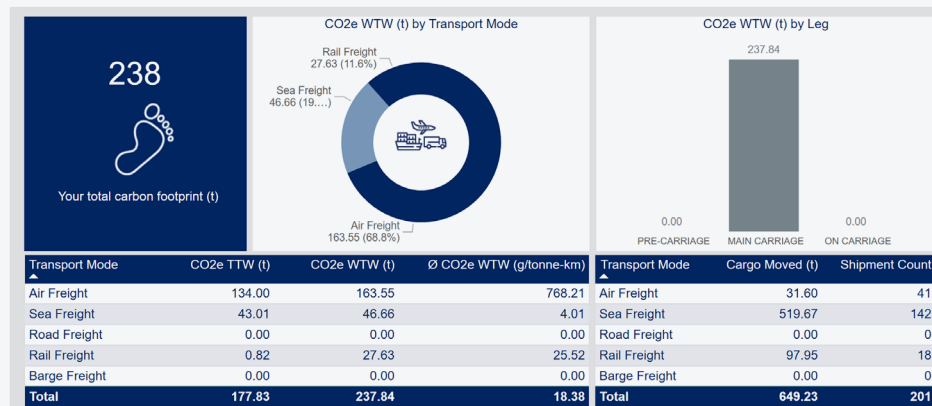 238
Your total carbon footprint (t)
CO2e WTW (t) by Transport Mode
Rail Freight
27.63 (11.6%)
Sea Freight
46.66 (19....)
Air Freight
163.55 (68.8%)
CO2e WTW (t) by Leg
237.84
0.00
0.00
PRE-CARRIAGE MAIN CARRIAGE ON CARRIAGE
Transport Mode CO2e TTW (t) CO2e WTW (t) Ø CO2e WTW (g/tonne-km)
Air Freight 134.00 163.55 768.21
Sea Freight 43.01 46.66 4.01
Road Freight 0.00 0.00 0.00
Rail Freight 0.82 27.63 25.52
Barge Freight 0.00 0.00 0.00
Total 177.83 237.84 18.38
Transport Mode Cargo Moved (t) Shipment Count
Air Freight 31.60 41
Sea Freight 519.67 142
Road Freight 0.00 0
Rail Freight 97.95 18
Barge Freight 0.00 0
Total 649.23 201